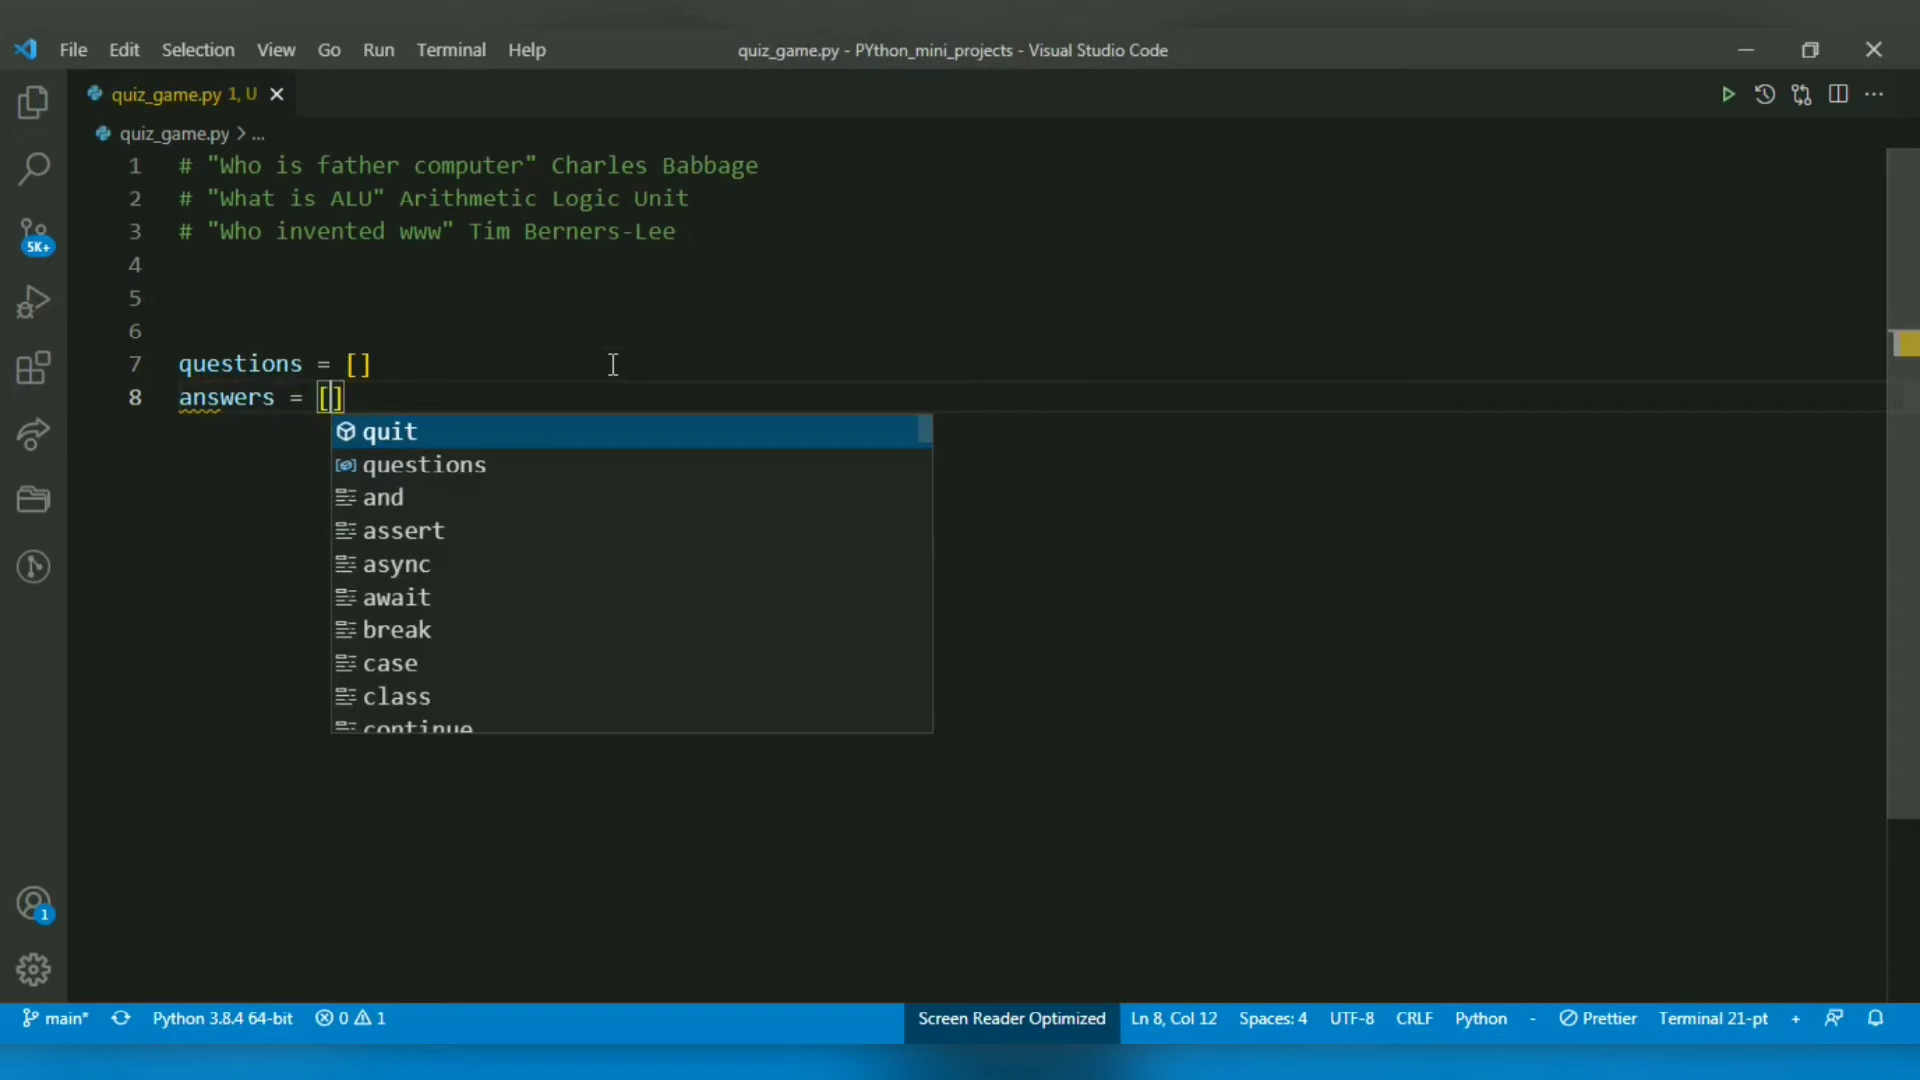 File Edit Selection View Go Run Terminal Help
quiz_game.py - PYthon_mini_projects - Visual Studio Code
quiz_game.py 1, U
quiz_game.py > ...
1 # "Who is father computer" Charles Babbage
2 # "What is ALU" Arithmetic Logic Unit
3 # "Who invented www" Tim Berners-Lee
4
5
6
7 questions = []
8 answers = []
quit
questions
and
assert
async
await
break
case
class
continue
5K+
1
main* Python 3.8.4 64-bit 0 1 Screen Reader Optimized Ln 8, Col 12 Spaces: 4 UTF-8 CRLF Python - Prettier Terminal 21-pt +